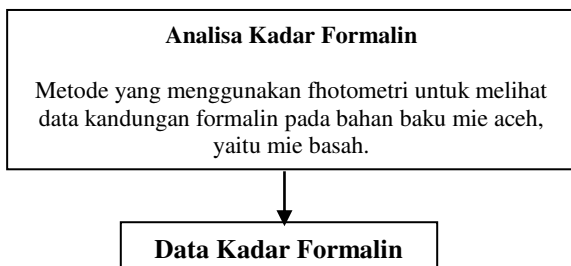 Analisa Kadar Formalin
Metode yang menggunakan fhotometri untuk melihat
data kandungan formalin pada bahan baku mie aceh,
yaitu mie basah.
Data Kadar Formalin